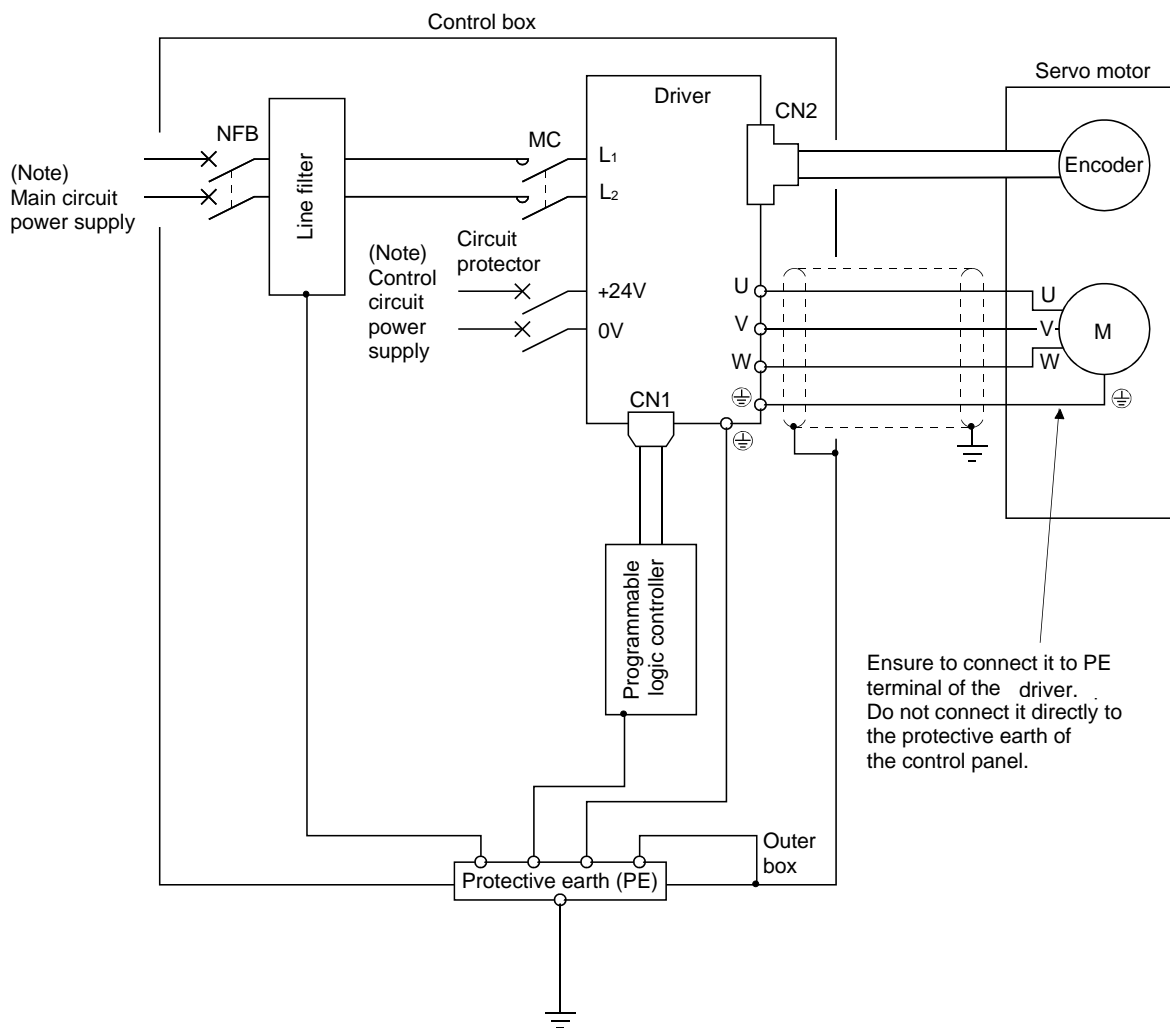 Control box
Servo motor
Driver
CN2
NFB
MC
L1
Encoder
(Note)
Main circuit
power supply
Line filter
L2
(Note)
Control
circuit
power
supply
Circuit
protector
+24V
0V
U
V
W
U
V
W
M
CN1
Programmable
logic controller
Ensure to connect it to PE
terminal of the driver.
Do not connect it directly to
the protective earth of
the control panel.
Outer
box
Protective earth (PE)